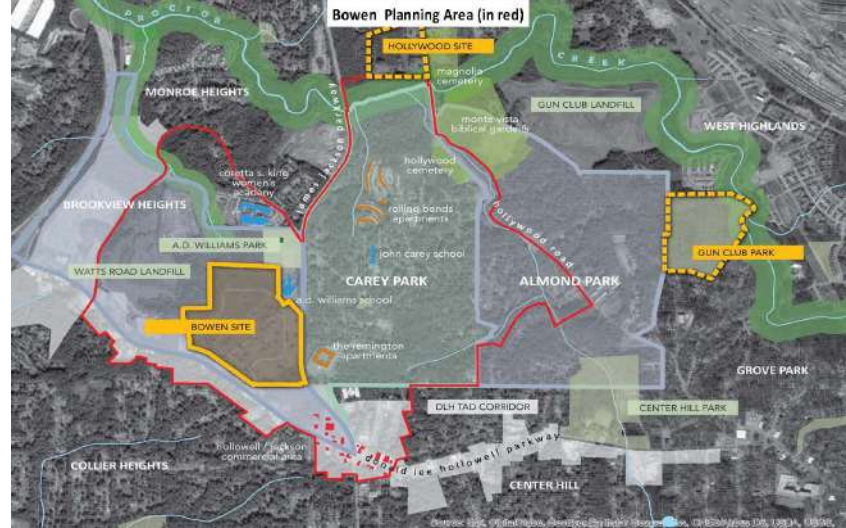 Bowen Planning Area (in red)
PROCTOR
HOLLYWOOD SITE
CREEK
magnolia
cemetery
MONROE HEIGHTS
GUN CLUB LANDFILL
monte vista
biblical gardens
WEST HIGHLANDS
james jackson parkway
hollywood
cemetery
coretta s. king
women's
academy
BROOKVIEW HEIGHTS
rolling bends
apartments
hollywood road
A.D. WILLIAMS PARK
john carey school
GUN CLUB PARK
WATTS ROAD LANDFILL
CAREY PARK
ALMOND PARK
a.d. williams school
BOWEN SITE
the remington
apartments
GROVE PARK
DLH TAD CORRIDOR
CENTER HILL PARK
hollowell / jackson
commercial area
donald lee hollowell parkway
COLLIER HEIGHTS
CENTER HILL